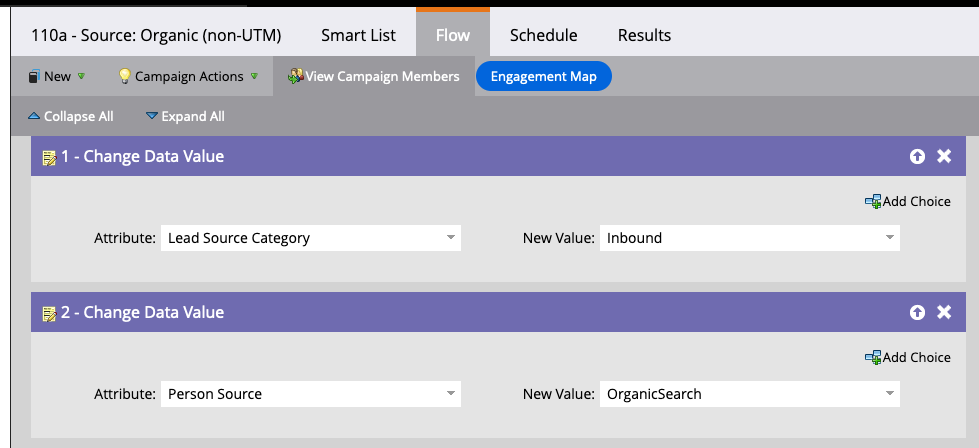 110a - Source: Organic (non-UTM) Smart List Flow Schedule Results
New Campaign Actions View Campaign Members Engagement Map
Collapse All Expand All
1 - Change Data Value
Add Choice
Attribute: Lead Source Category New Value: Inbound
2 - Change Data Value
Add Choice
Attribute: Person Source New Value: OrganicSearch